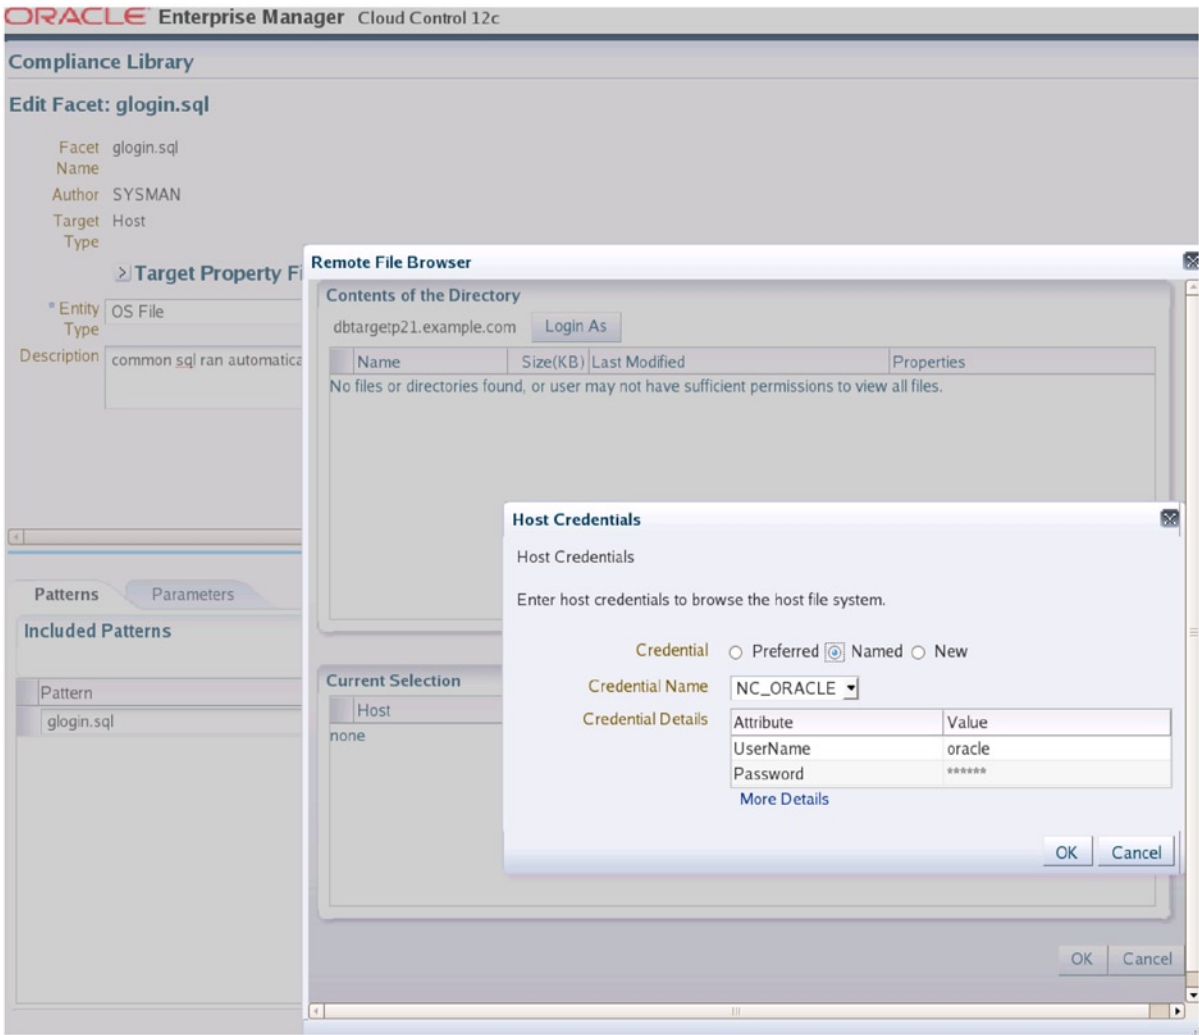 ORACLE Enterprise Manager Cloud Control 12c
Compliance Library
Edit Facet: glogin.sql
Facet Name glogin.sql
Author SYSMAN
Target Type Host
Target Property Fi
* Entity Type OS File
Description common sql ran automatica
Patterns Parameters
Included Patterns
Pattern
glogin.sql
Remote File Browser
Contents of the Directory
dbtargetp21.example.com Login As
Name Size(KB) Last Modified Properties
No files or directories found, or user may not have sufficient permissions to view all files.
Current Selection
Host
none
Host Credentials
Host Credentials
Enter host credentials to browse the host file system.
Credential Preferred Named New
Credential Name NC_ORACLE
Credential Details Attribute Value
UserName oracle
Password ******
More Details
OK Cancel
OK Cancel